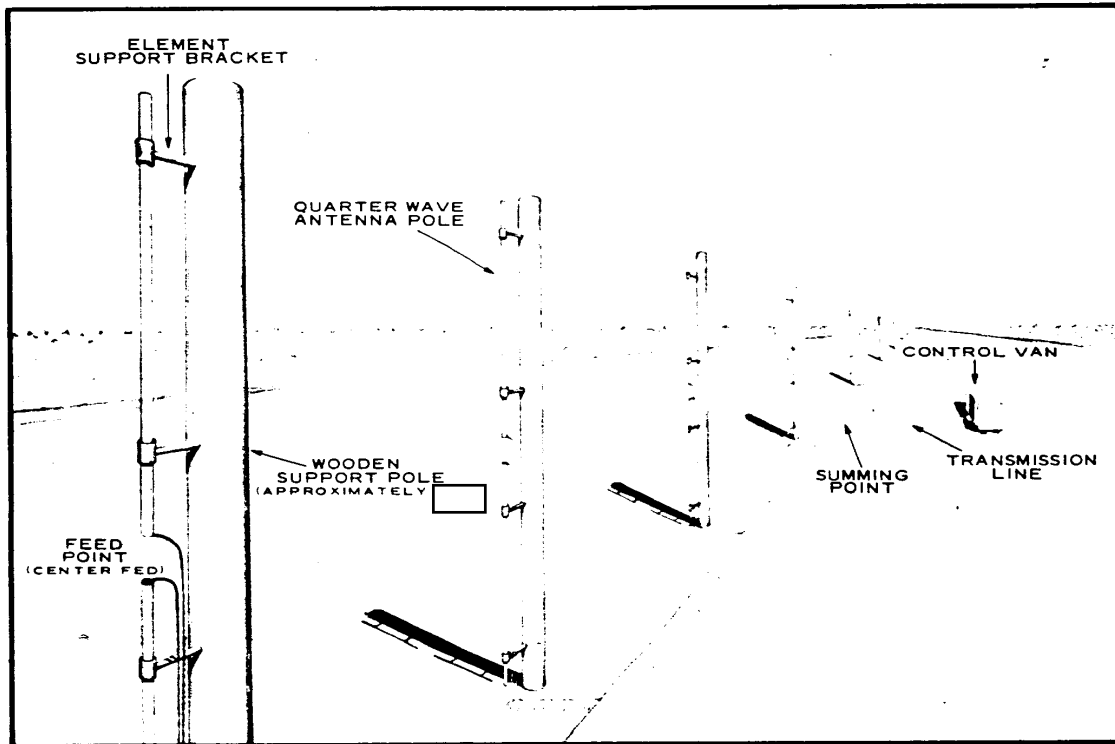 ELEMENT
SUPPORT BRACKET
QUARTER WAVE
ANTENNA POLE
CONTROL VAN
WOODEN
SUPPORT POLE
(APPROXIMATELY
SUMMING
POINT
TRANSMISSION
LINE
FEED
POINT
(CENTER FED)